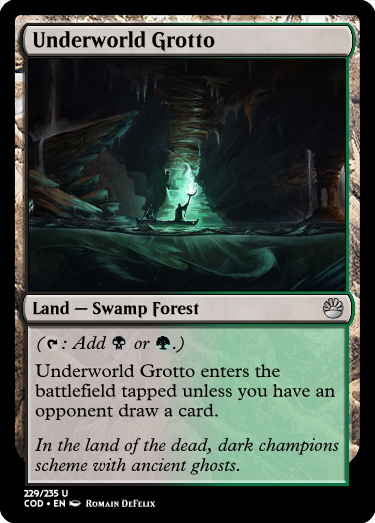 Underworld Grotto
Land — Swamp Forest
(: Add or .)
Underworld Grotto enters the
battlefield tapped unless you have an
opponent draw a card.
In the land of the dead, dark champions
scheme with ancient ghosts.
229/235 U
COD • EN Romain DeFelix